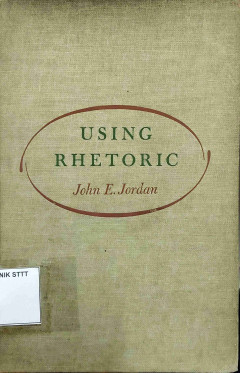 USING
RHETORIC
John E. Jordan
NIK STTT